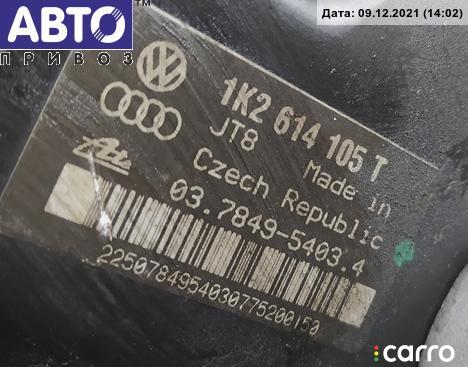 АВТО™
ПРИВОЗ
Дата: 09.12.2021 (14:02)
1K2 614 105 T
JT8 Made in
Czech Republic
03.7849-5403.4
2250784954030775200150
carro